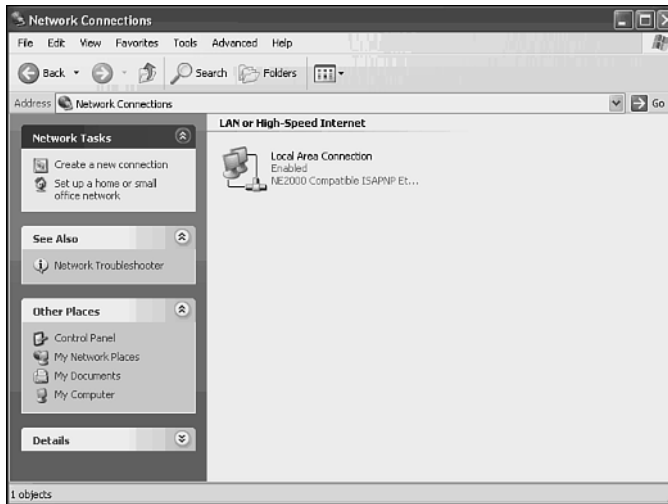 Network Connections
File Edit View Favorites Tools Advanced Help
Back Search Folders
Address Network Connections Go
Network Tasks
Create a new connection
Set up a home or small
office network
See Also
Network Troubleshooter
Other Places
Control Panel
My Network Places
My Documents
My Computer
Details
LAN or High-Speed Internet
Local Area Connection
Enabled
NE2000 Compatible ISAPNP Et...
1 objects